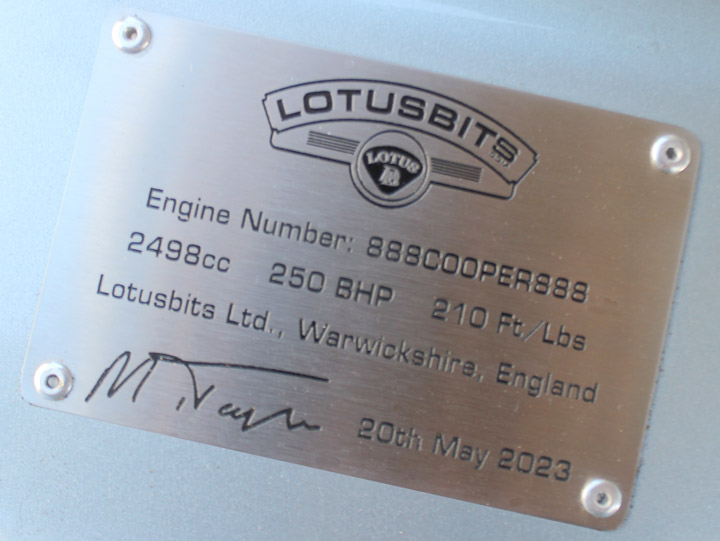 LOTUSBITS
LOTUS
Engine Number: 888COOPER888
2498cc 250 BHP 210 Ft/Lbs
Lotusbits Ltd., Warwickshire, England
20th May 2023